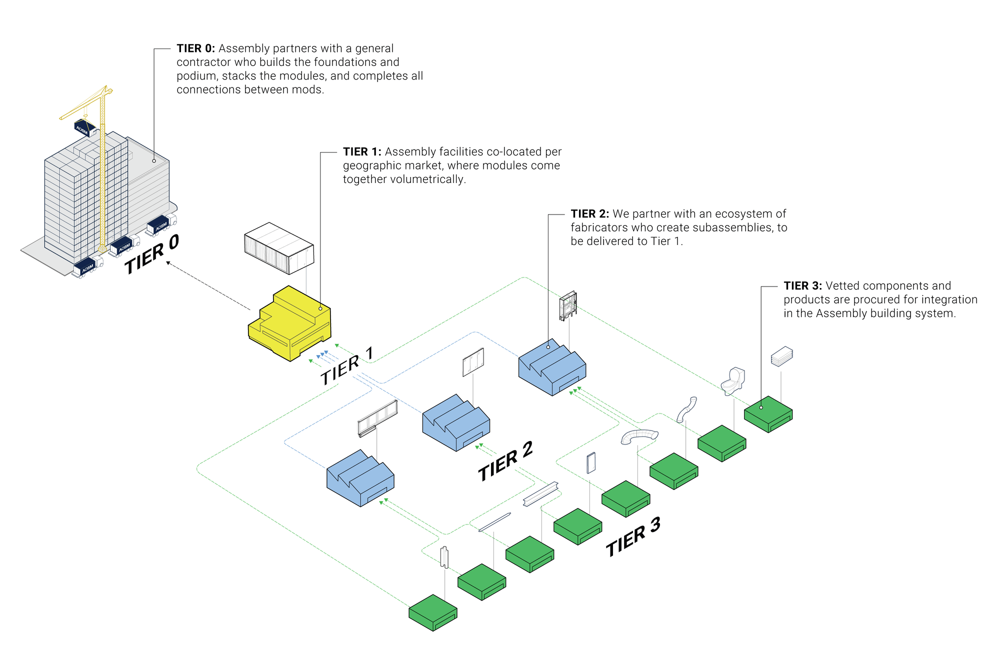 TIER 0: Assembly partners with a general
contractor who builds the foundations and
podium, stacks the modules, and completes all
connections between mods.
AOSM
TIER 1: Assembly facilities co-located per
geographic market, where modules come
together volumetrically.
TIER 2: We partner with an ecosystem of
fabricators who create subassemblies, to
be delivered to Tier 1.
AOSM
AOSM
AOSM
TIER 0
TIER 3: Vetted components and
products are procured for integration
in the Assembly building system.
TIER 1
TIER 2
TIER 3